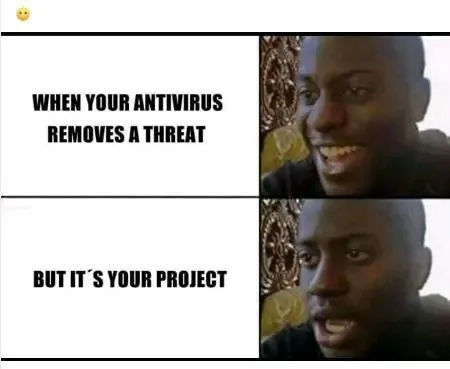 WHEN YOUR ANTIVIRUS
REMOVES A THREAT
BUT IT´S YOUR PROJECT